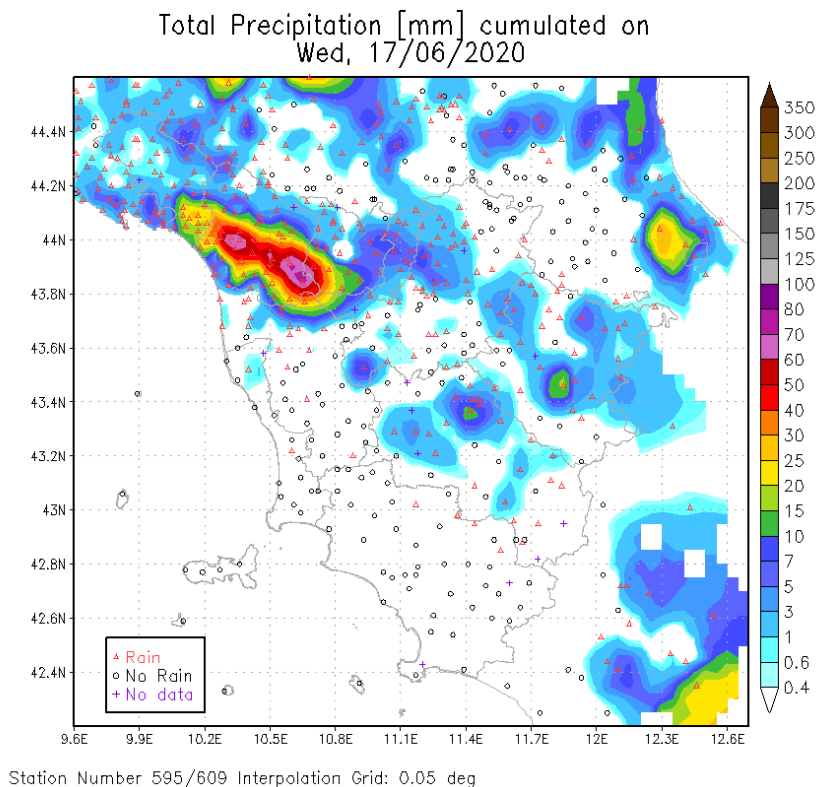 Total Precipitation [mm] cumulated on
Wed, 17/06/2020
44.4N
44.2N
44N
43.8N
43.6N
43.4N
43.2N
43N
42.8N
42.6N
42.4N
9.6E 9.9E 10.2E 10.5E 10.8E 11.1E 11.4E 11.7E 12E 12.3E 12.6E
Rain
No Rain
No data
350
300
250
200
175
150
125
100
80
70
60
50
40
30
25
20
15
10
7
5
3
1
0.6
0.4
Station Number 595/609 Interpolation Grid: 0.05 deg